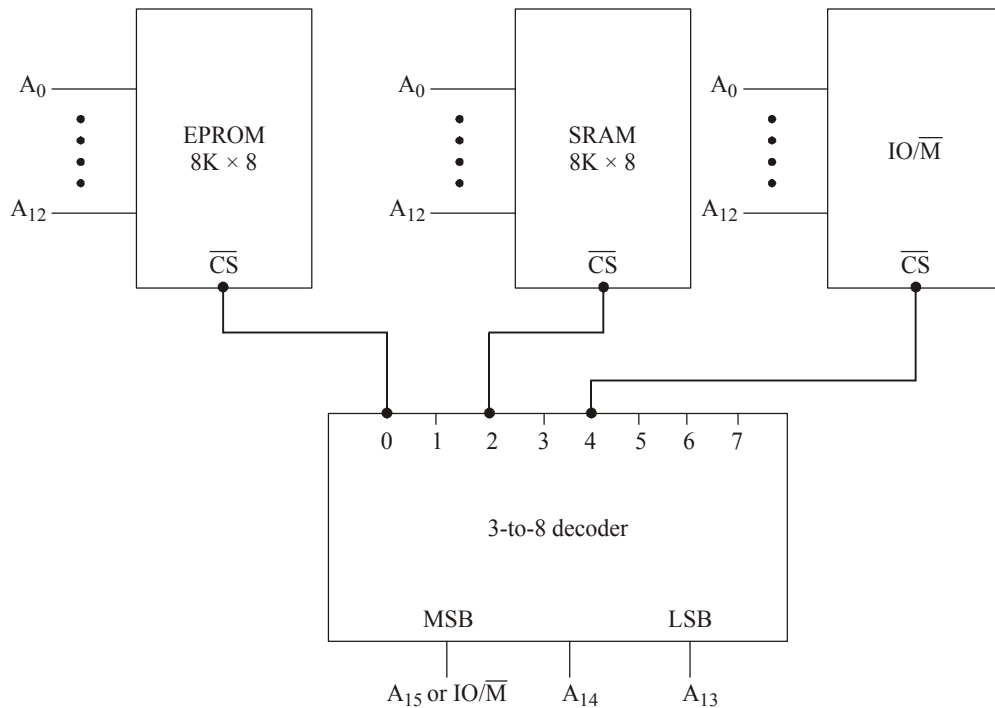 A0
EPROM
8K × 8
A12
CS̅
A0
SRAM
8K × 8
A12
CS̅
A0
IO/M̅
A12
CS̅
0 1 2 3 4 5 6 7
3-to-8 decoder
MSB LSB
A15 or IO/M̅ A14 A13